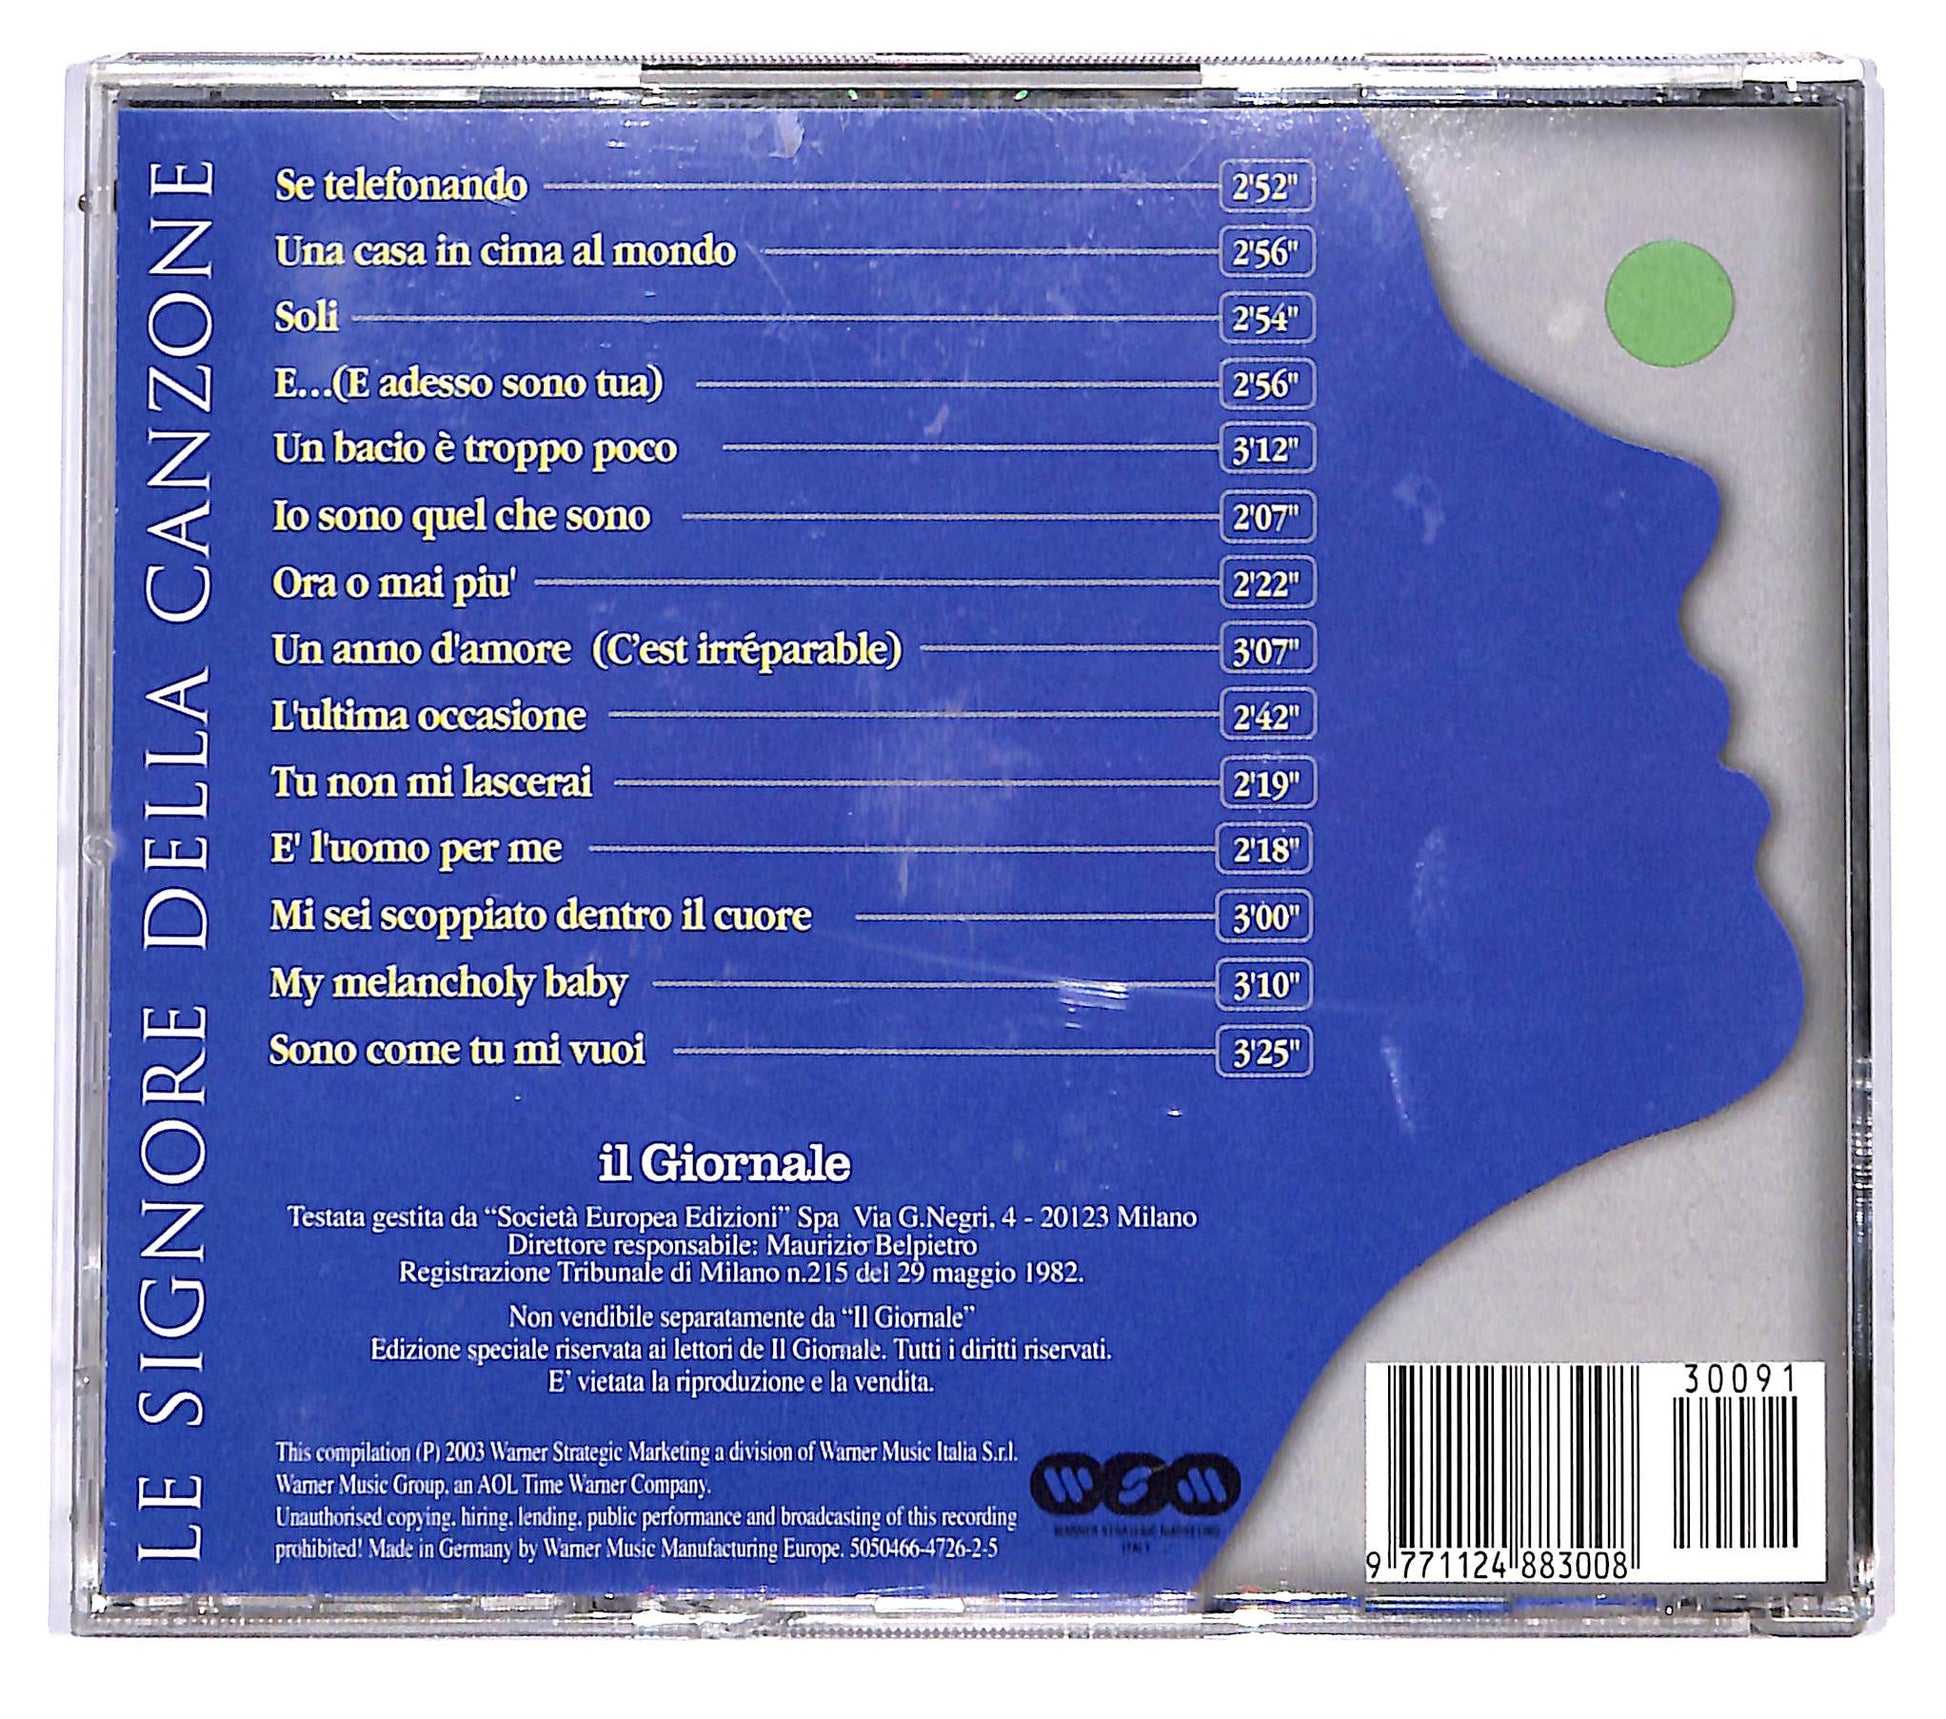 LE SIGNORE DELLA CANZONE
Se telefonando 2'52"
Una casa in cima al mondo 2'56"
Soli 2'54"
E...(E adesso sono tua) 2'56"
Un bacio è troppo poco 3'12"
Io sono quel che sono 2'07"
Ora o mai piu' 2'22"
Un anno d'amore (C'est irréparable) 3'07"
L'ultima occasione 2'42"
Tu non mi lascerai 2'19"
E' l'uomo per me 2'18"
Mi sei scoppiato dentro il cuore 3'00"
My melancholy baby 3'10"
Sono come tu mi vuoi 3'25"
il Giornale
Testata gestita da “Società Europea Edizioni” Spa Via G.Negri, 4 - 20123 Milano
Direttore responsabile: Maurizio Belpietro
Registrazione Tribunale di Milano n.215 del 29 maggio 1982.
Non vendibile separatamente da “Il Giornale”
Edizione speciale riservata ai lettori de Il Giornale. Tutti i diritti riservati.
E' vietata la riproduzione e la vendita.
This compilation (P) 2003 Warner Strategic Marketing a division of Warner Music Italia S.r.l.
Warner Music Group, an AOL Time Warner Company.
Unauthorised copying, hiring, lending, public performance and broadcasting of this recording
prohibited! Made in Germany by Warner Music Manufacturing Europe. 5050466-4726-2-5
WSM
WARNER STRATEGIC MARKETING
ITALY
30091
9 771124 883008